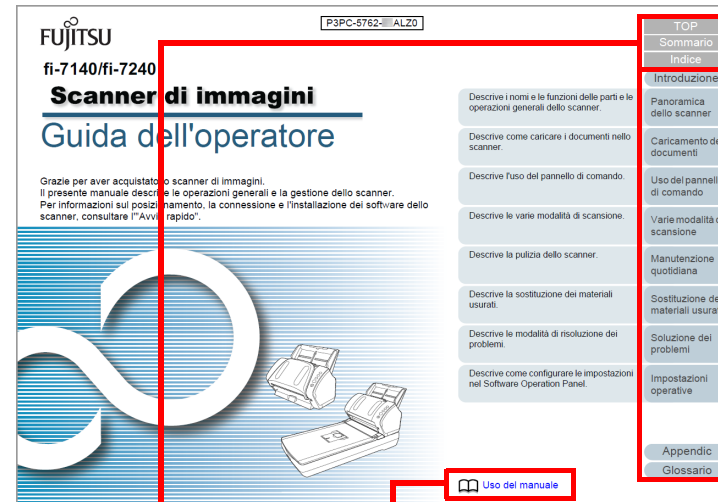 P3PC-5762-
ALZ0
FUJITSU
fi-7140/fi-7240
Scanner di immagini
Guida dell'operatore
Grazie per aver acquistato lo scanner di immagini.
Il presente manuale descrive le operazioni generali e la gestione dello scanner.
Per informazioni sul posizionamento, la connessione e l'installazione dei software dello
scanner, consultare l'"Avvio rapido".
Descrive i nomi e le funzioni delle parti e le
operazioni generali dello scanner.
Descrive come caricare i documenti nello
scanner.
Descrive l'uso del pannello di comando.
Descrive le varie modalità di scansione.
Descrive la pulizia dello scanner.
Descrive la sostituzione dei materiali
usurati.
Descrive le modalità di risoluzione dei
problemi.
Descrive come configurare le impostazioni
nel Software Operation Panel.
TOP
Sommario
Indice
Introduzione
Panoramica
dello scanner
Caricamento de
documenti
Uso del pannell
di comando
Varie modalità d
scansione
Manutenzione
quotidiana
Sostituzione de
materiali usurat
Soluzione dei
problemi
Impostazioni
operative
Appendic
Glossario
Uso del manuale